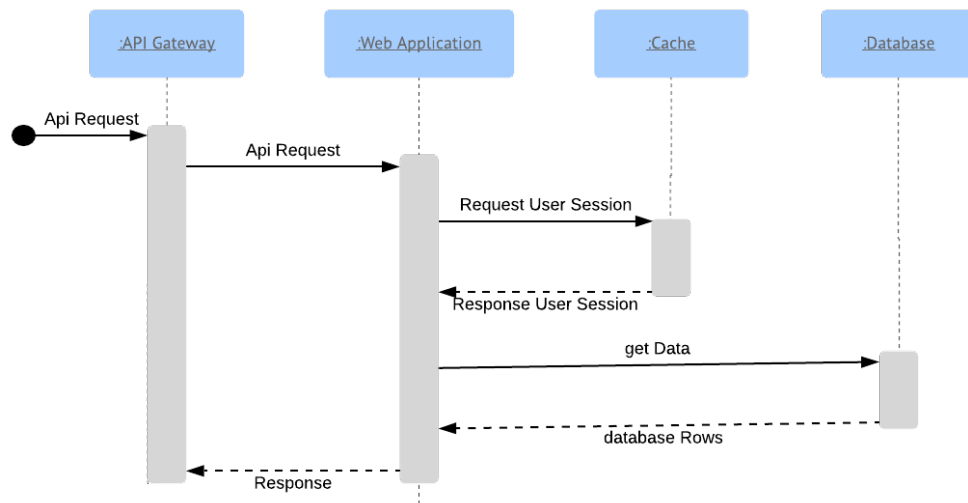 :API Gateway
:Web Application
:Cache
:Database
Api Request
Api Request
Request User Session
Response User Session
get Data
database Rows
Response